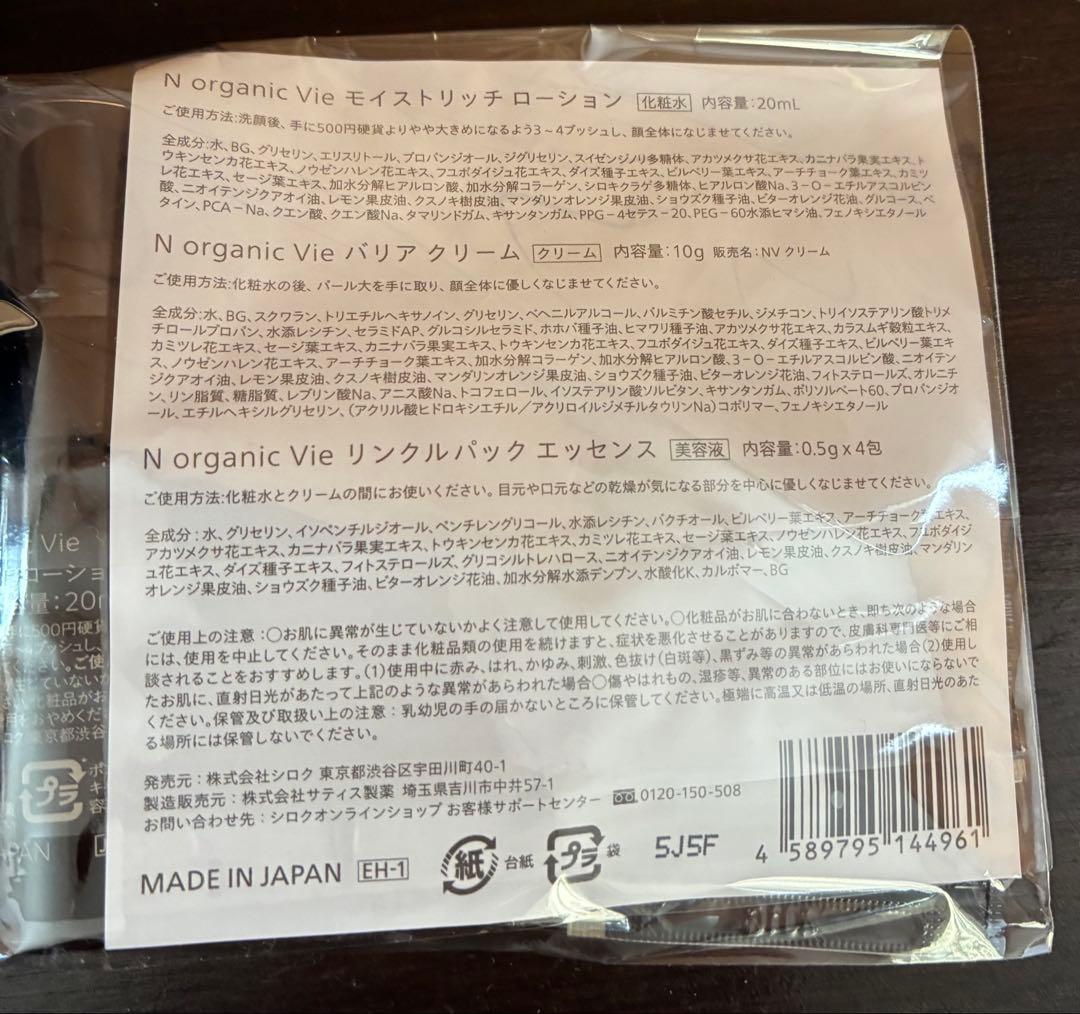 N organic Vie モイストリッチ ローション 化粧水 内容量:20mL
ご使用方法:洗顔後、手に500円硬貨よりやや大きめになるよう3~4プッシュし、顔全体になじませてください。
全成分:水、BG、グリセリン、エリスリトール、プロパンジオール、ジグリセリン、スイゼンジノリ多糖体、アカツメクサ花エキス、カニナバラ果実エキス、ト
ウキンセンカ花エキス、ノウゼンハレン花エキス、フユボダイジュ花エキス、ダイズ種子エキス、ビルベリー葉エキス、アーチチョーク葉エキス、カミツ
レ花エキス、セージ葉エキス、加水分解ヒアルロン酸、加水分解コラーゲン、シロキクラゲ多糖体、ヒアルロン酸Na、3-O-エチルアスコルビン
酸、ニオイテンジクアオイ油、レモン果皮油、クスノキ樹皮油、マンダリンオレンジ果皮油、ショウズク種子油、ビターオレンジ花油、グルコース、ベ
タイン、PCA-Na、クエン酸、クエン酸Na、タマリンドガム、キサンタンガム、PPG-4セテス-20、PEG-60水添ヒマシ油、フェノキシエタノール
N organic Vie バリア クリーム クリーム 内容量:10g 販売名:NV クリーム
ご使用方法:化粧水の後、パール大を手に取り、顔全体に優しくなじませてください。
全成分:水、BG、スクワラン、トリエチルヘキサノイン、グリセリン、ベヘニルアルコール、パルミチン酸セチル、ジメチコン、トリイソステアリン酸トリメ
チロールプロパン、水添レシチン、セラミドAP、グルコシルセラミド、ホホバ種子油、ヒマワリ種子油、アカツメクサ花エキス、カラスムギ穀粒エキス、
カミツレ花エキス、セージ葉エキス、カニナバラ果実エキス、トウキンセンカ花エキス、フユボダイジュ花エキス、ダイズ種子エキス、ビルベリー葉エキ
ス、ノウゼンハレン花エキス、アーチチョーク葉エキス、加水分解コラーゲン、加水分解ヒアルロン酸、3-O-エチルアスコルビン酸、ニオイテン
ジクアオイ油、レモン果皮油、クスノキ樹皮油、マンダリンオレンジ果皮油、ショウズク種子油、ビターオレンジ花油、フィトステロールズ、オルニチ
ン、リン脂質、糖脂質、レブリン酸Na、アニス酸Na、トコフェロール、イソステアリン酸ソルビタン、キサンタンガム、ポリソルベート60、プロパンジオ
ール、エチルヘキシルグリセリン、(アクリル酸ヒドロキシエチル/アクリロイルジメチルタウリンNa)コポリマー、フェノキシエタノール
N organic Vie リンクルパック エッセンス 美容液 内容量:0.5g x 4包
ご使用方法:化粧水とクリームの間にお使いください。目元や口元などの乾燥が気になる部分を中心に優しくなじませてください。
全成分:水、グリセリン、イソペンチルジオール、ペンチレングリコール、水添レシチン、バクチオール、ビルベリー葉エキス、アーチチョーク葉エキス、
アカツメクサ花エキス、カニナバラ果実エキス、トウキンセンカ花エキス、カミツレ花エキス、セージ葉エキス、ノウゼンハレン花エキス、フユボダイジ
ュ花エキス、ダイズ種子エキス、フィトステロールズ、グリコシルトレハロース、ニオイテンジクアオイ油、レモン果皮油、クスノキ樹皮油、マンダリン
オレンジ果皮油、ショウズク種子油、ビターオレンジ花油、加水分解水添デンプン、水酸化K、カルボマー、BG
ご使用上の注意:〇お肌に異常が生じていないかよく注意して使用してください。〇化粧品がお肌に合わないとき、即ち次のような場合
には、使用を中止してください。そのまま化粧品類の使用を続けますと、症状を悪化させることがありますので、皮膚科専門医等にご相
談されることをおすすめします。(1)使用中に赤み、はれ、かゆみ、刺激、色抜け(白斑等)、黒ずみ等の異常があらわれた場合(2)使用し
たお肌に、直射日光があたって上記のような異常があらわれた場合〇傷やはれもの、湿疹等、異常のある部位にはお使いにならないで
ください。保管及び取扱い上の注意:乳幼児の手の届かないところに保管してください。極端に高温又は低温の場所、直射日光のあた
る場所には保管しないでください。
発売元:株式会社シロク 東京都渋谷区宇田川町40-1
製造販売元:株式会社サティス製薬 埼玉県吉川市中井57-1
お問い合わせ先:シロクオンラインショップ お客様サポートセンター 0120-150-508
MADE IN JAPAN EH-1 紙 台紙 プラ 袋 5J5F
4 589795 144961
Vie
ローショ
量:20m
プラ
PAN